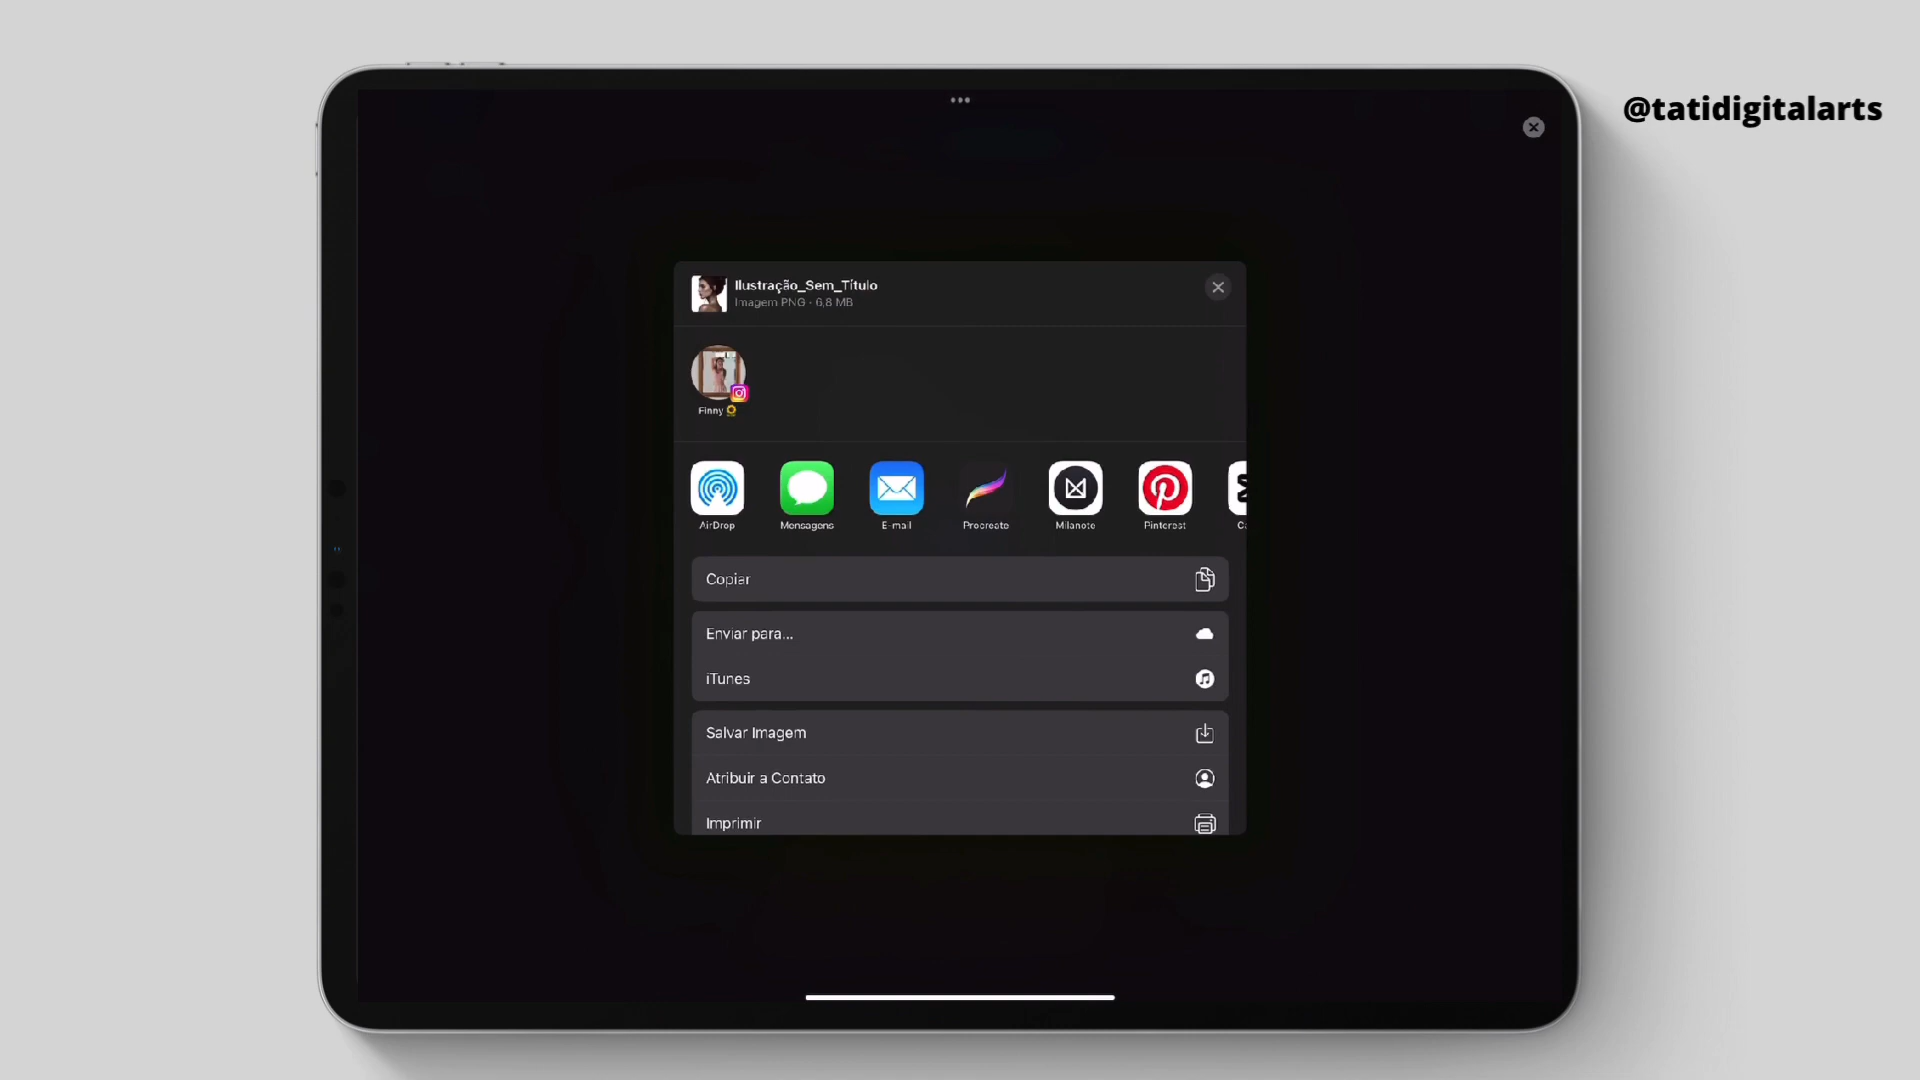 @tatidigitalarts
Ilustração_Sem_Título
Imagem PNG · 6,8 MB
Finny
AirDrop
Mensagens
E-mail
Procreate
Milanote
Pinterest
Copiar
Enviar para...
iTunes
Salvar Imagem
Atribuir a Contato
Imprimir